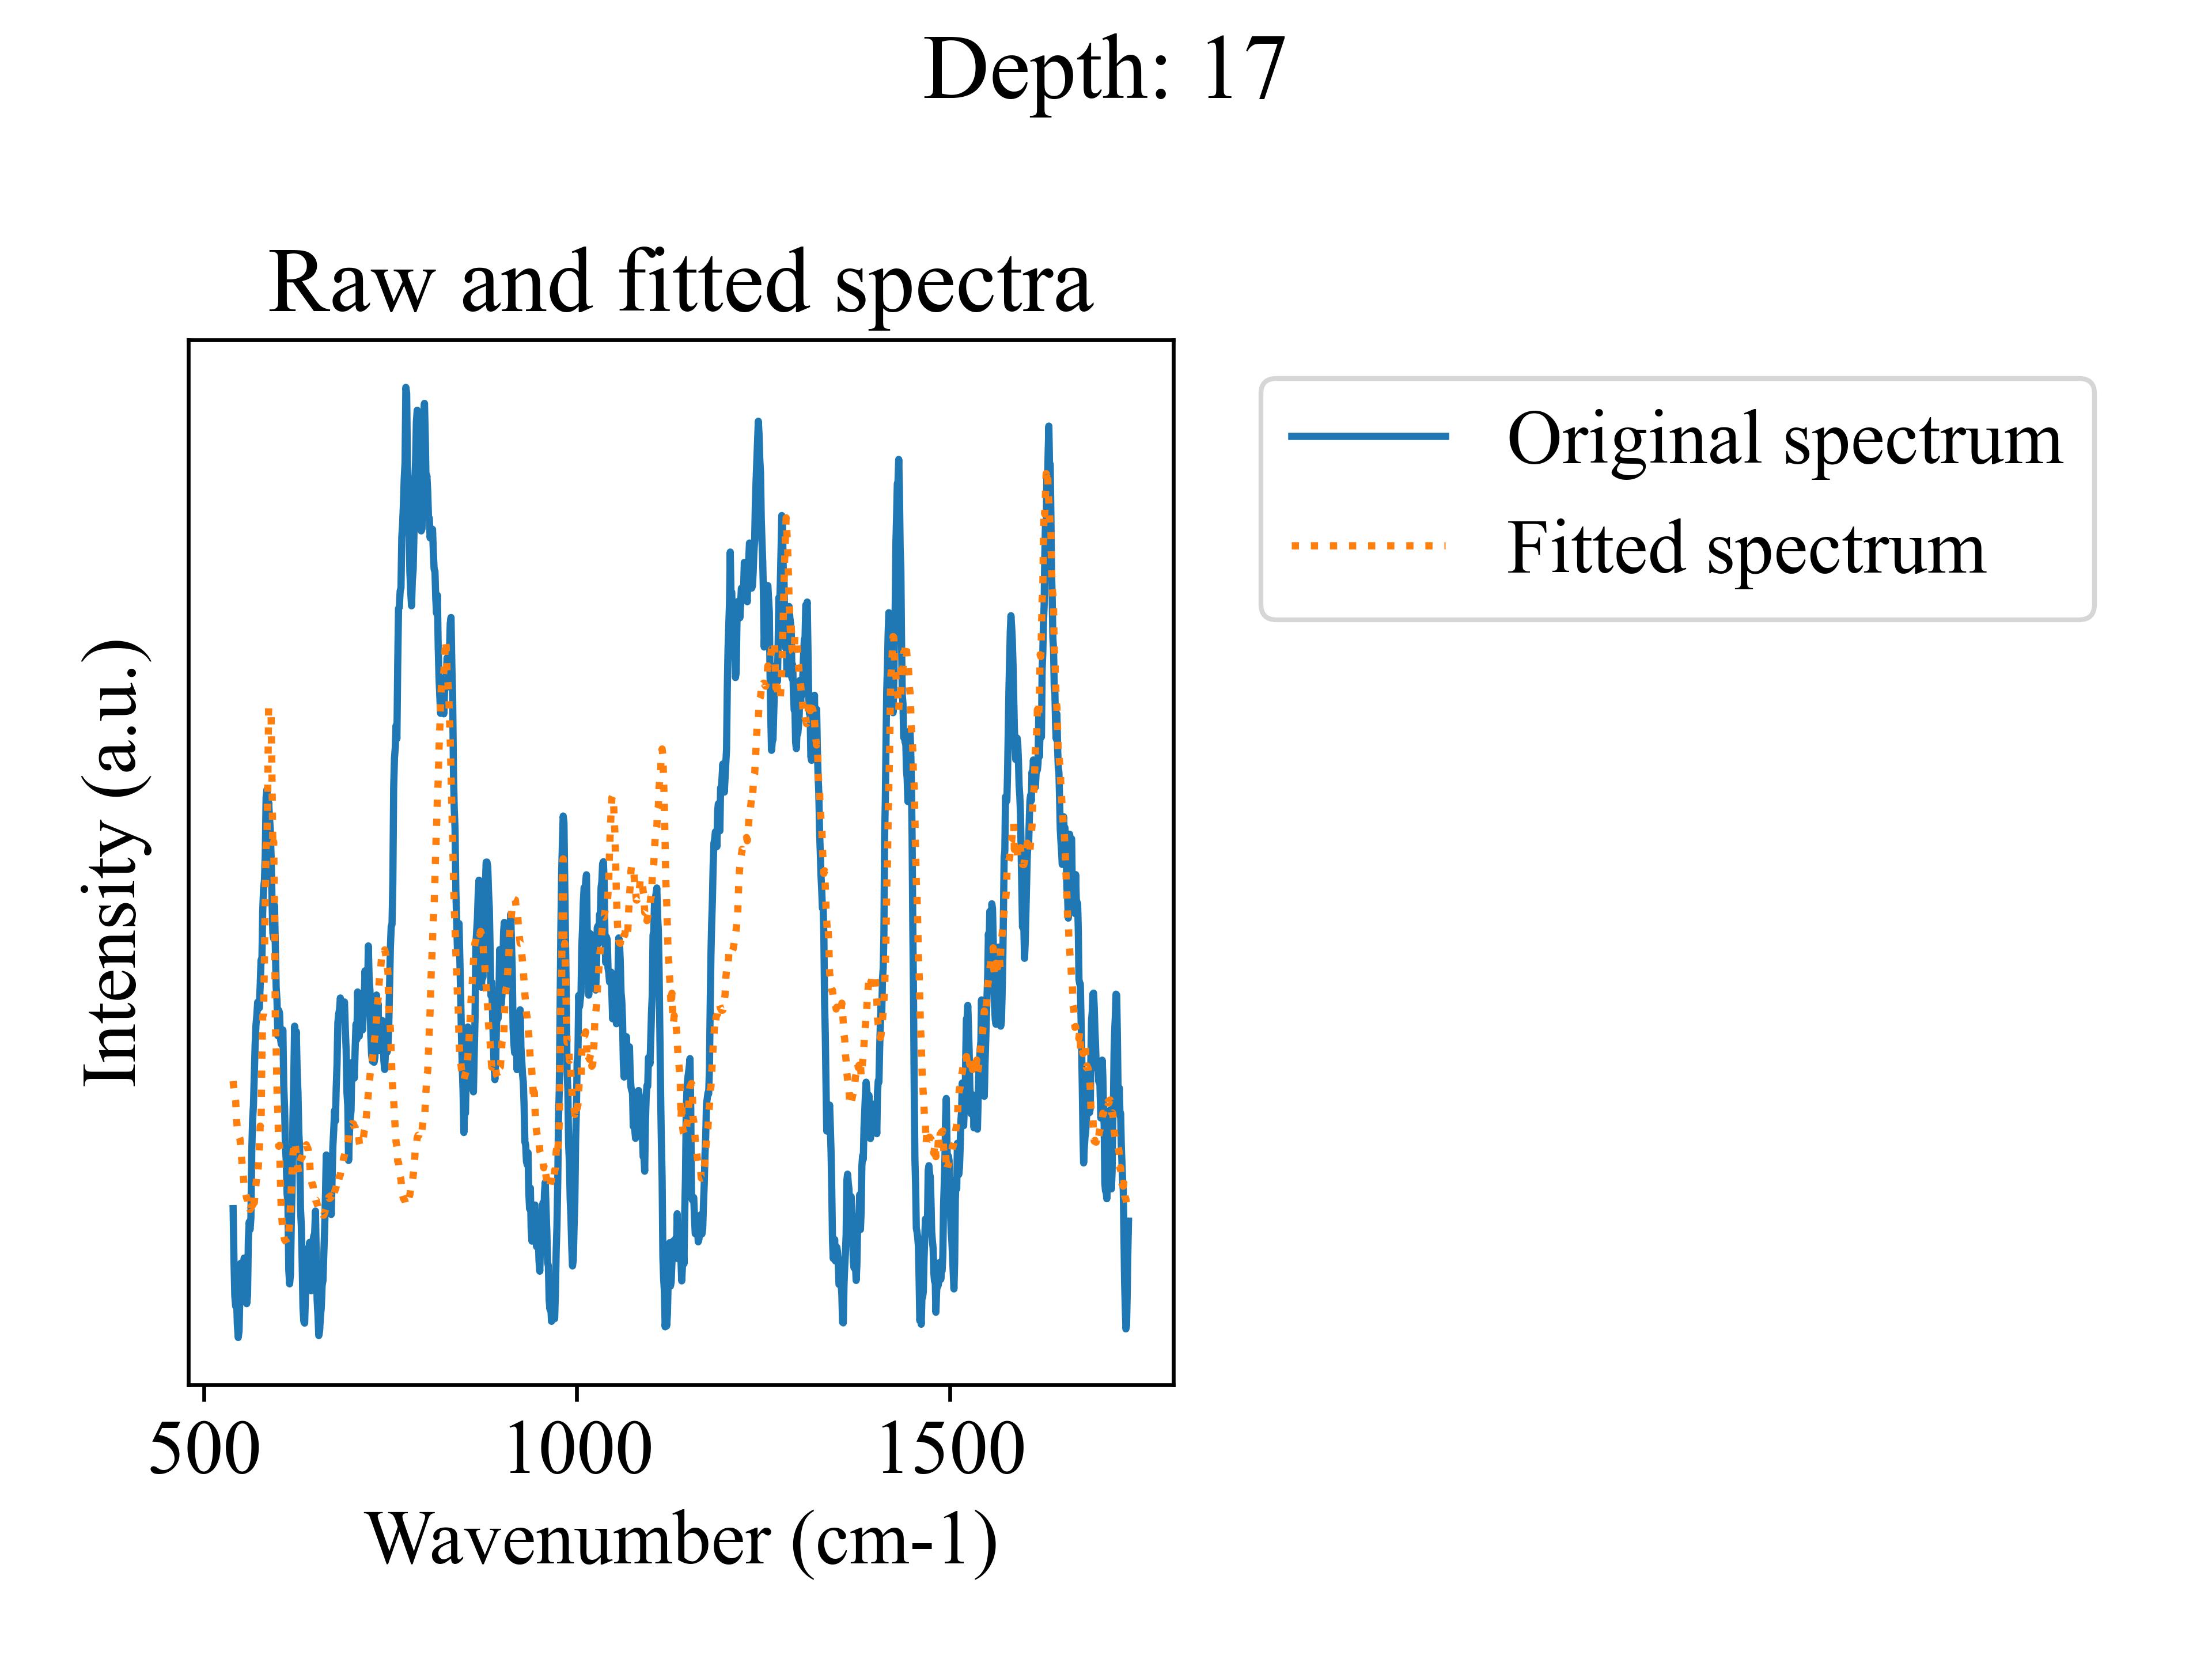 Depth: 17
Raw and fitted spectra
Original spectrum
Fitted spectrum
Intensity (a.u.)
500 1000 1500
Wavenumber (cm-1)